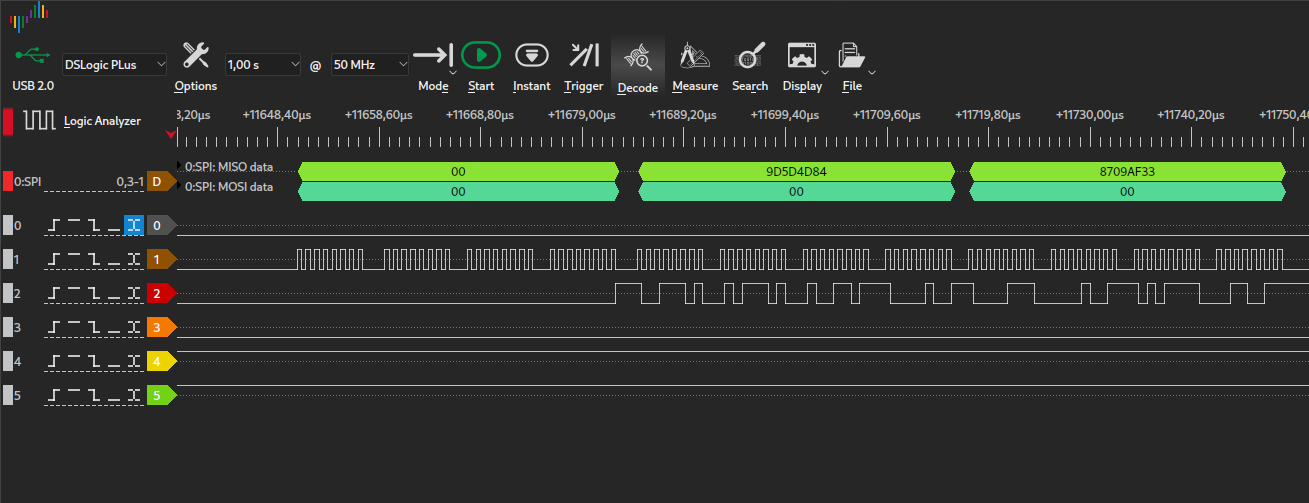 DSLogic PLus 1,00 s @ 50 MHz
USB 2.0 Options Mode Start Instant Trigger Decode Measure Search Display File
Logic Analyzer 3,20µs +11648,40µs +11658,60µs +11668,80µs +11679,00µs +11689,20µs +11699,40µs +11709,60µs +11719,80µs +11730,00µs +11740,20µs +11750,4
0:SPI: MISO data 00 9D5D4D84 8709AF33
0:SPI 0,3-1 D
0:SPI: MOSI data 00 00 00
0 0
1 1
2 2
3 3
4 4
5 5